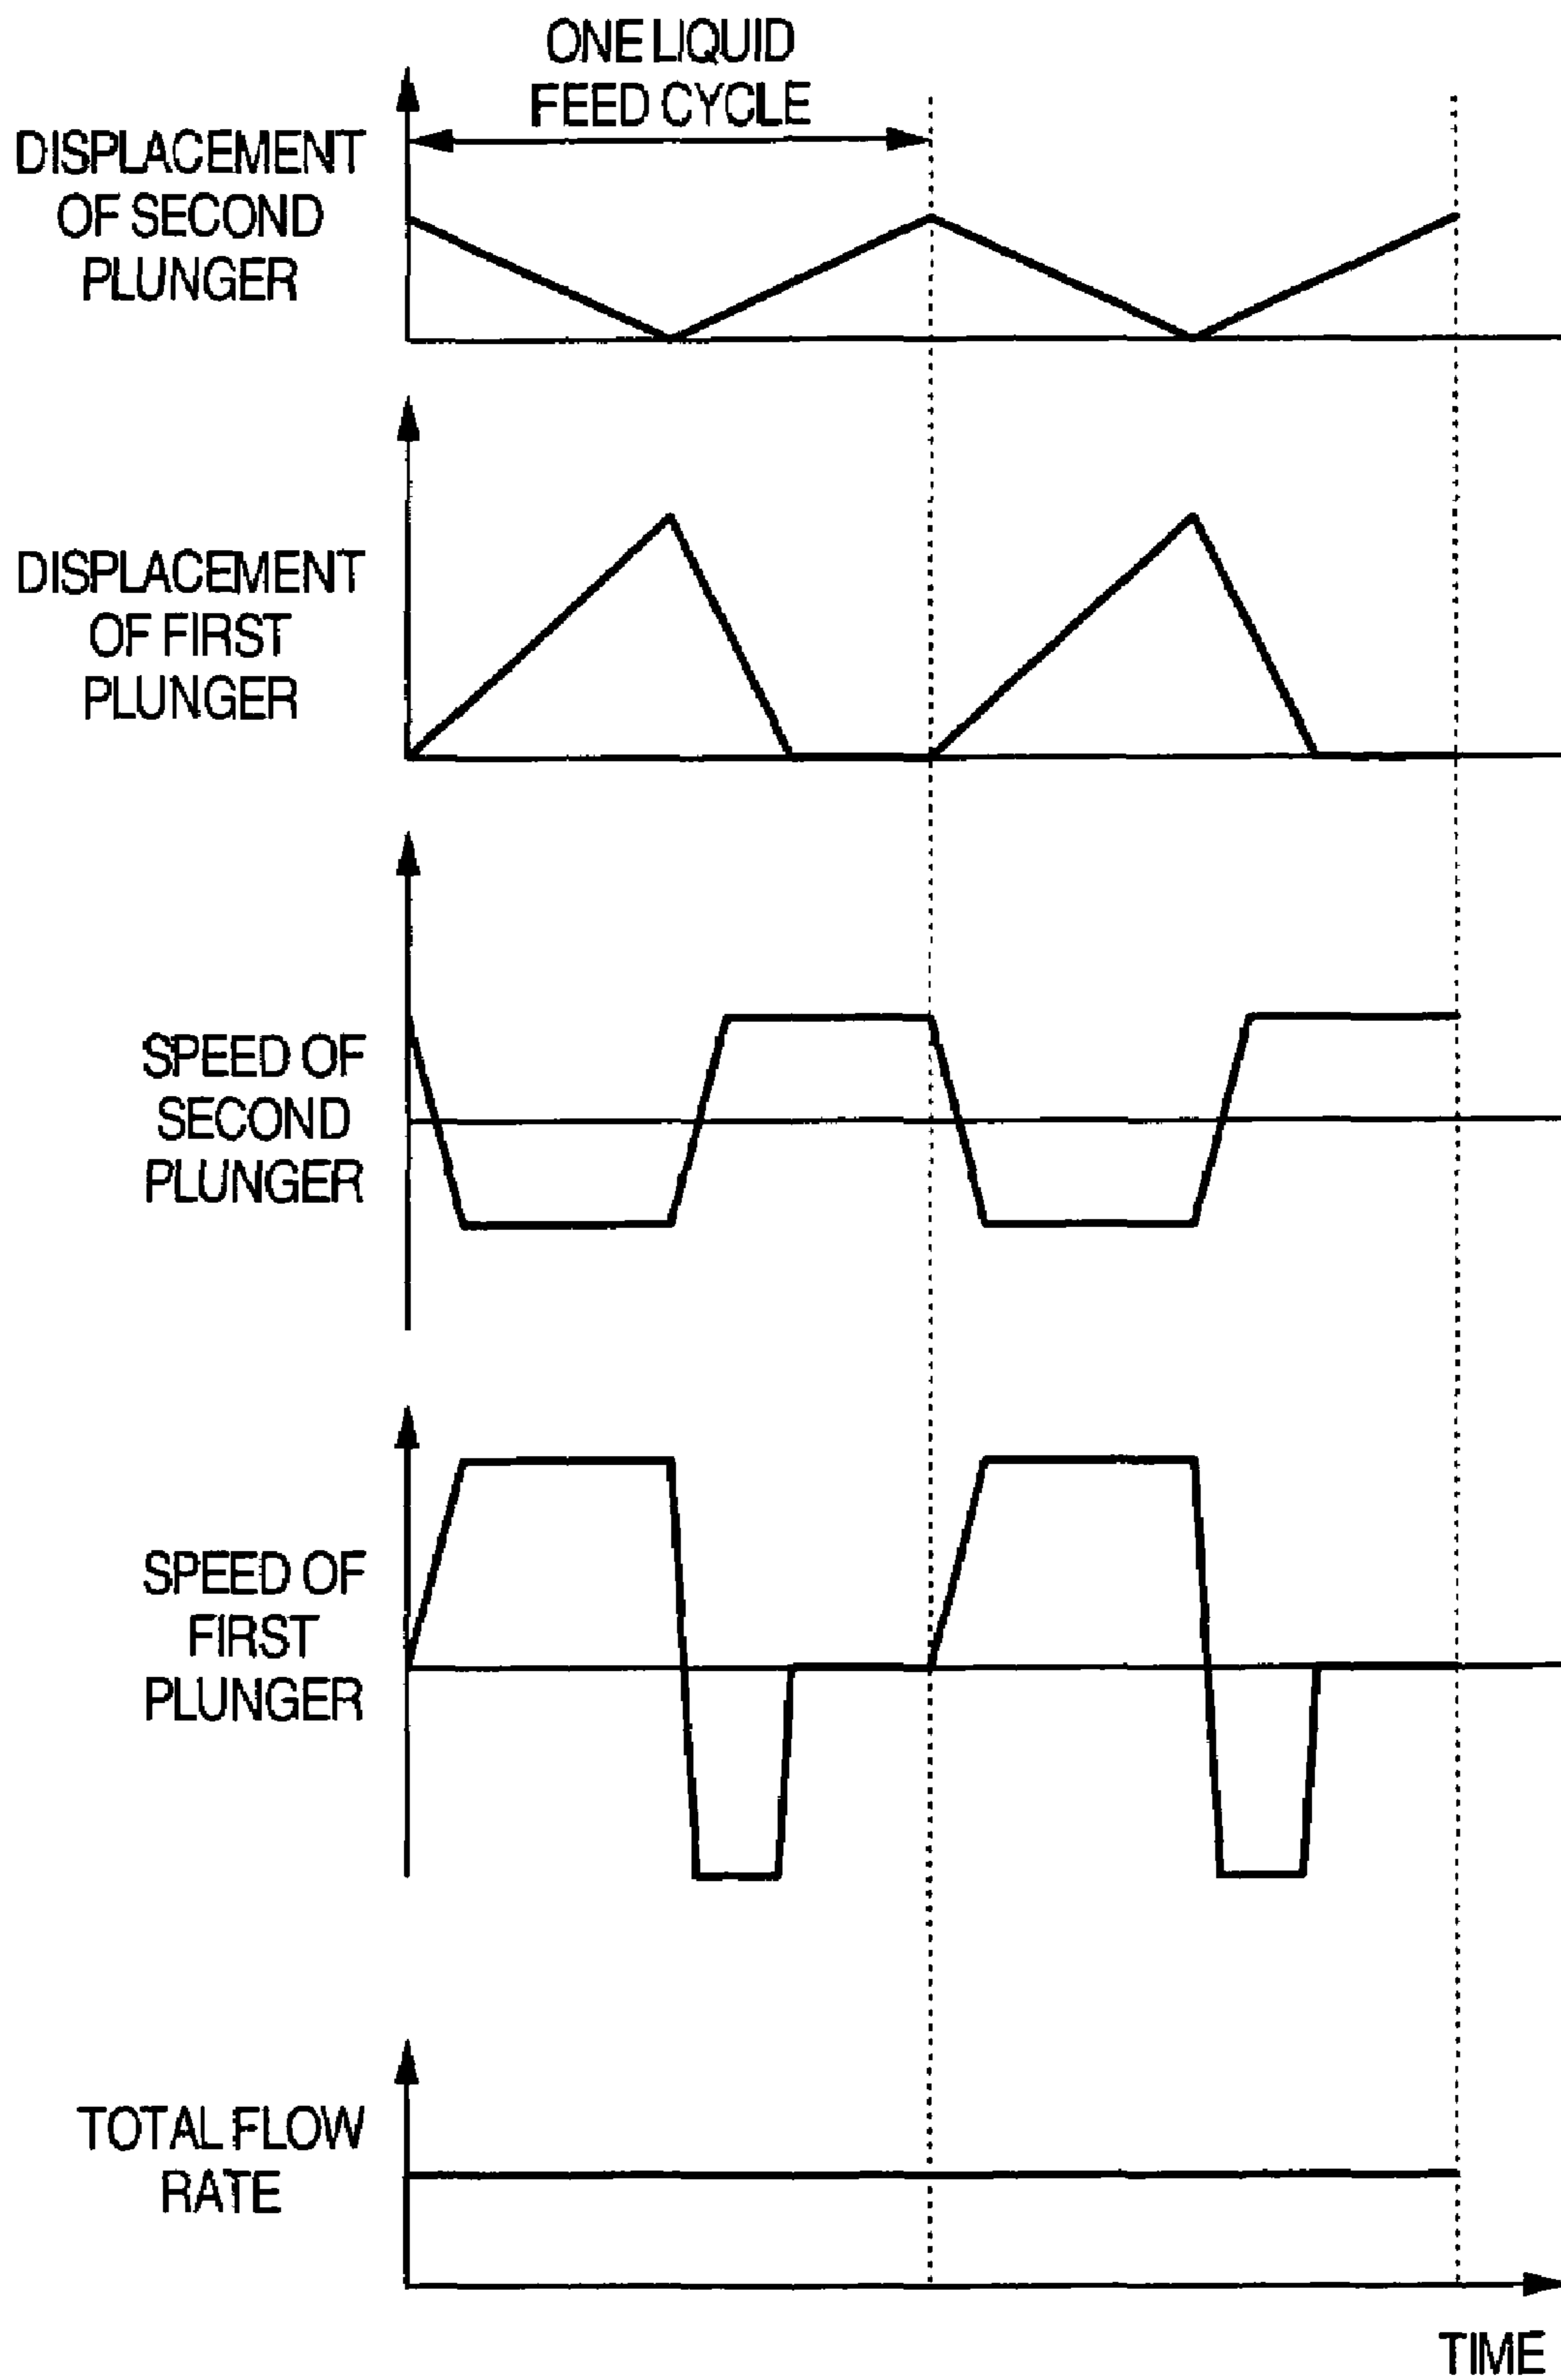 ONE LIQUID
FEED CYCLE
DISPLACEMENT
OF SECOND
PLUNGER
DISPLACEMENT
OF FIRST
PLUNGER
SPEED OF
SECOND
PLUNGER
SPEED OF
FIRST
PLUNGER
TOTAL FLOW
RATE
TIME